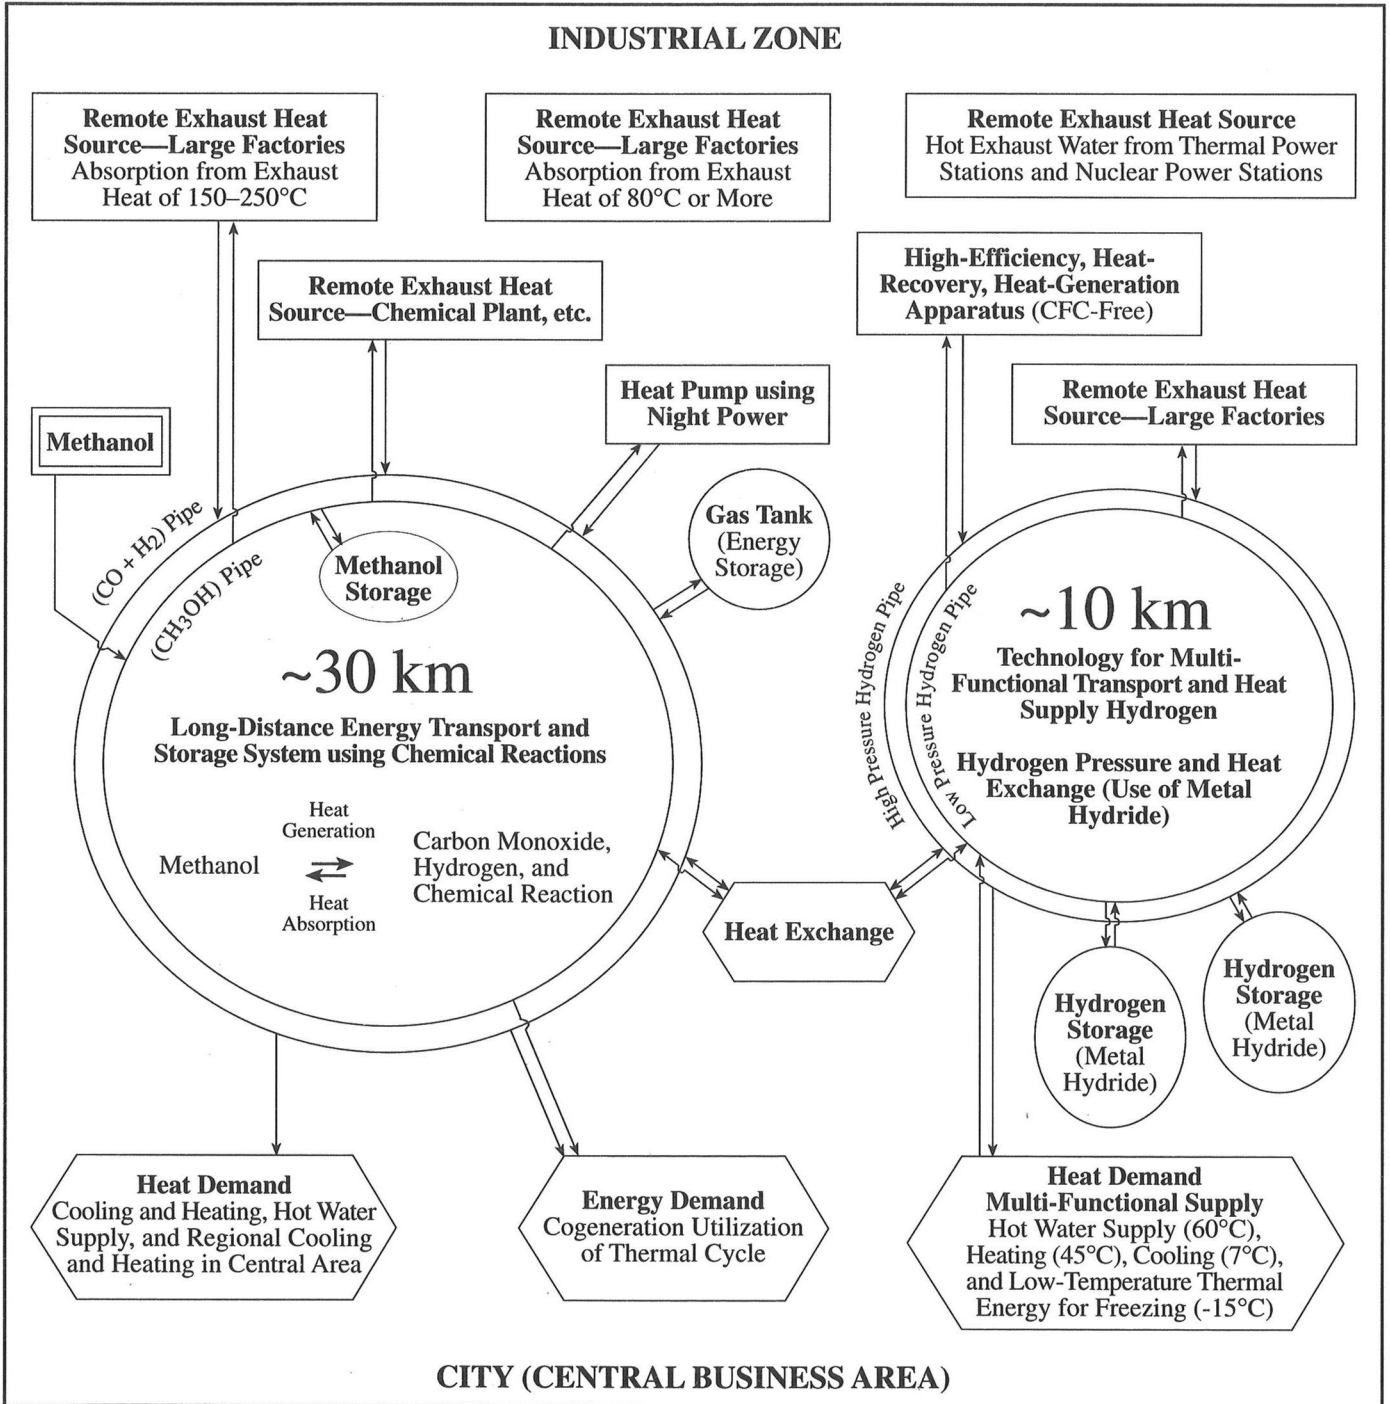 INDUSTRIAL ZONE
Remote Exhaust Heat
Source—Large Factories
Absorption from Exhaust
Heat of 150–250°C
Remote Exhaust Heat
Source—Large Factories
Absorption from Exhaust
Heat of 80°C or More
Remote Exhaust Heat Source
Hot Exhaust Water from Thermal Power
Stations and Nuclear Power Stations
High-Efficiency, Heat-
Recovery, Heat-Generation
Apparatus (CFC-Free)
Remote Exhaust Heat
Source—Chemical Plant, etc.
Heat Pump using
Night Power
Remote Exhaust Heat
Source—Large Factories
Methanol
(CO + H2) Pipe
(CH3OH) Pipe
Methanol
Storage
Gas Tank
(Energy
Storage)
~30 km
Long-Distance Energy Transport and
Storage System using Chemical Reactions
Heat
Generation
Methanol
Heat
Absorption
Carbon Monoxide,
Hydrogen, and
Chemical Reaction
High Pressure Hydrogen Pipe
Low Pressure Hydrogen Pipe
~10 km
Technology for Multi-
Functional Transport and Heat
Supply Hydrogen
Hydrogen Pressure and Heat
Exchange (Use of Metal
Hydride)
Heat Exchange
Hydrogen
Storage
(Metal
Hydride)
Hydrogen
Storage
(Metal
Hydride)
Heat Demand
Cooling and Heating, Hot Water
Supply, and Regional Cooling
and Heating in Central Area
Energy Demand
Cogeneration Utilization
of Thermal Cycle
Heat Demand
Multi-Functional Supply
Hot Water Supply (60°C),
Heating (45°C), Cooling (7°C),
and Low-Temperature Thermal
Energy for Freezing (-15°C)
CITY (CENTRAL BUSINESS AREA)